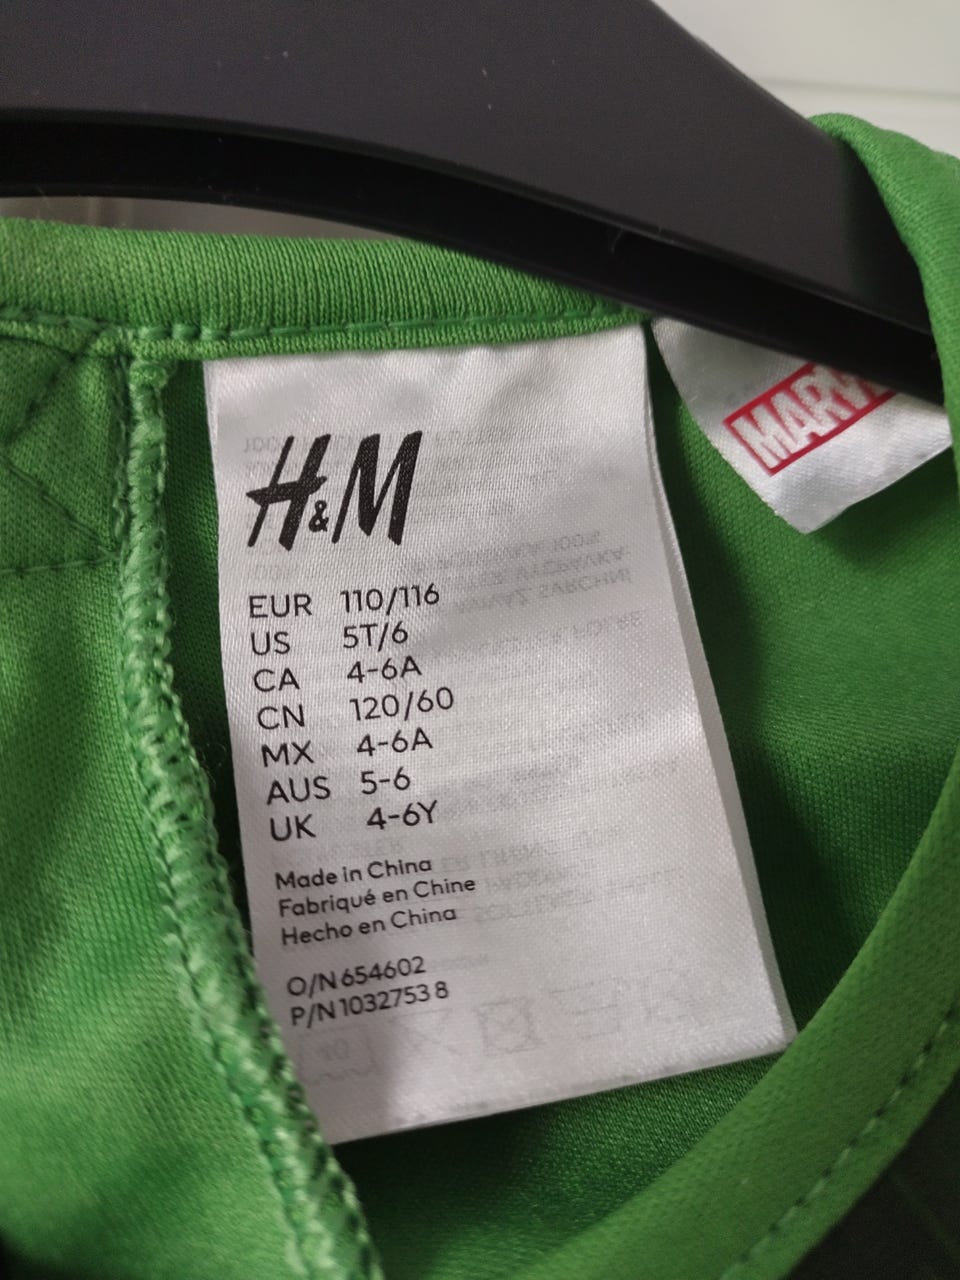 H&M
EUR 110/116
US 5T/6
CA 4-6A
CN 120/60
MX 4-6A
AUS 5-6
UK 4-6Y
Made in China
Fabriqué en Chine
Hecho en China
O/N 654602
P/N 1032753 8